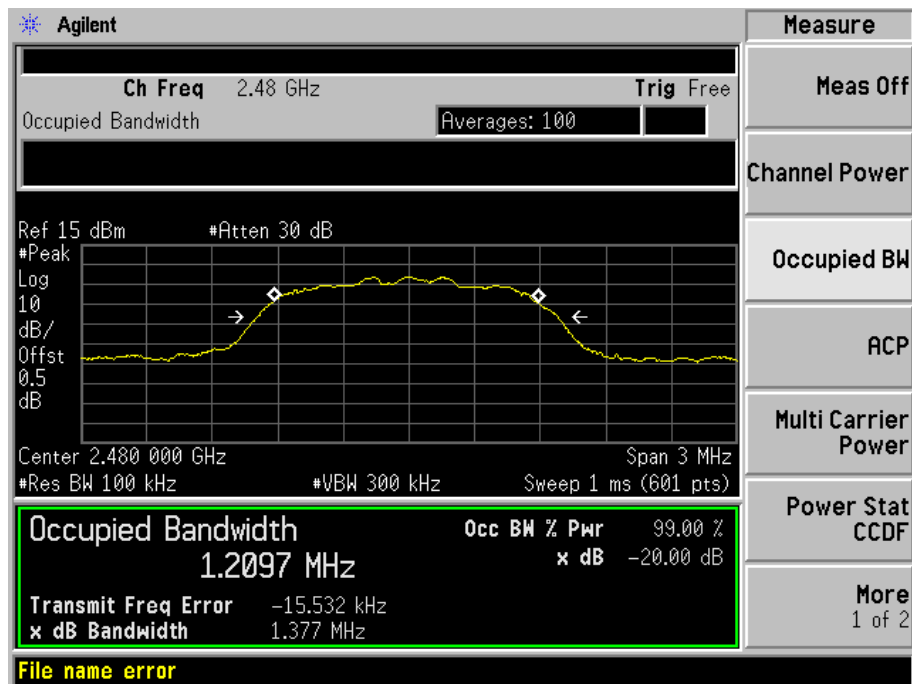 Agilent
Measure
Ch Freq 2.48 GHz Trig Free
Occupied Bandwidth Averages: 100
Ref 15 dBm #Atten 30 dB
#Peak
Log
10
dB/
Offst
0.5
dB
Center 2.480 000 GHz Span 3 MHz
#Res BW 100 kHz #VBW 300 kHz Sweep 1 ms (601 pts)
Occupied Bandwidth Occ BW % Pwr 99.00 %
1.2097 MHz x dB -20.00 dB
Transmit Freq Error -15.532 kHz
x dB Bandwidth 1.377 MHz
File name error
Meas Off
Channel Power
Occupied BW
ACP
Multi Carrier
Power
Power Stat
CCDF
More
1 of 2